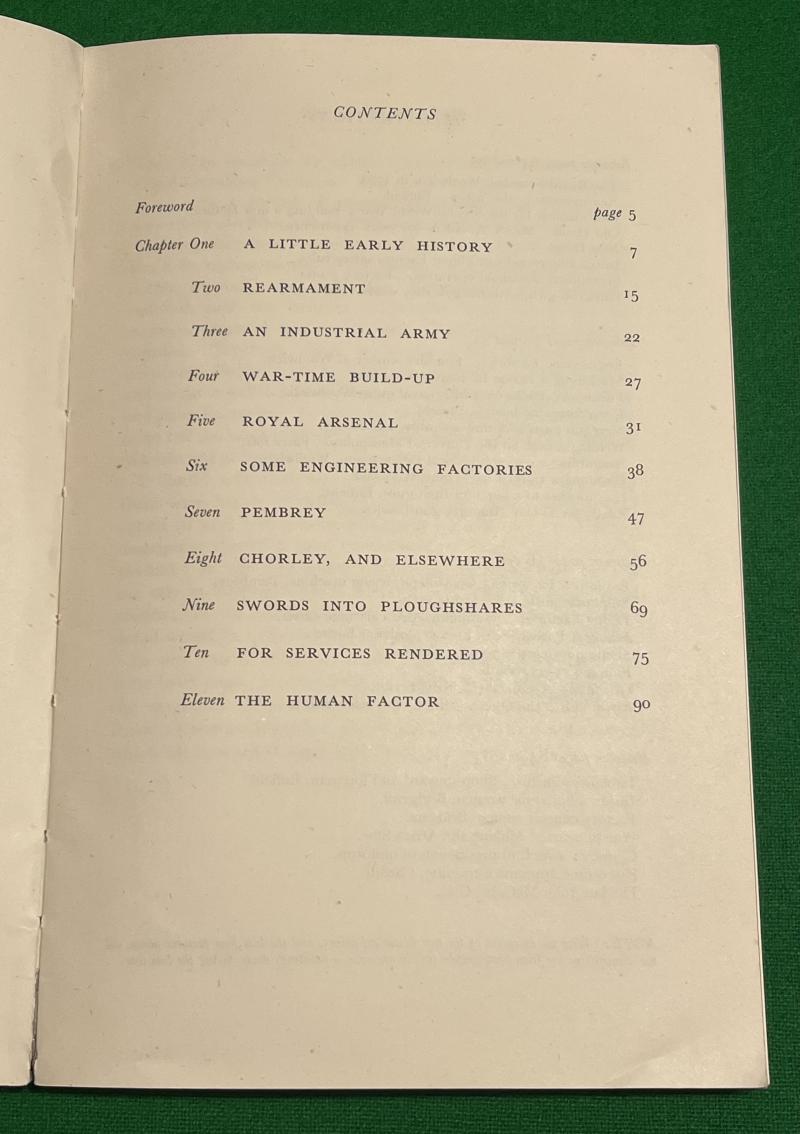 CONTENTS
Foreword page 5
Chapter One A LITTLE EARLY HISTORY 7
Two REARMAMENT 15
Three AN INDUSTRIAL ARMY 22
Four WAR-TIME BUILD-UP 27
Five ROYAL ARSENAL 31
Six SOME ENGINEERING FACTORIES 38
Seven PEMBREY 47
Eight CHORLEY, AND ELSEWHERE 56
Nine SWORDS INTO PLOUGHSHARES 69
Ten FOR SERVICES RENDERED 75
Eleven THE HUMAN FACTOR 90